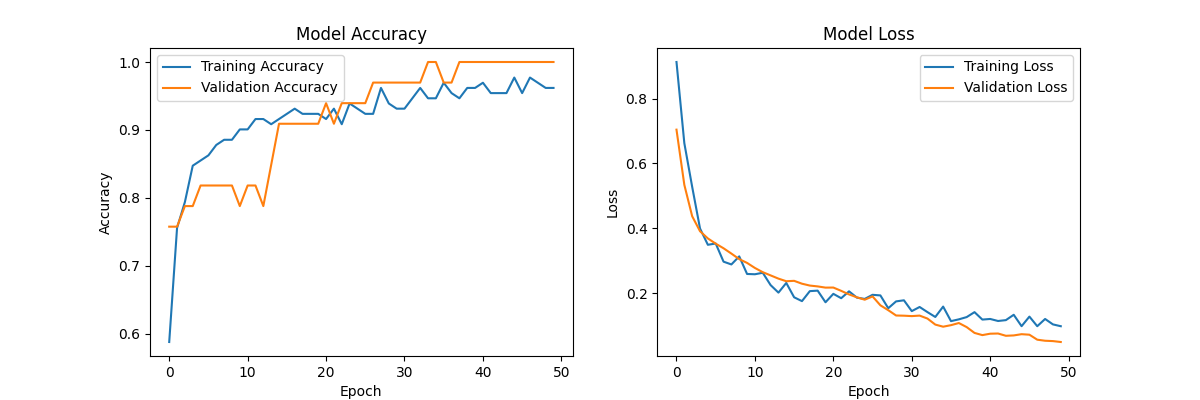 Model Accuracy
Training Accuracy
Validation Accuracy
1.0
0.9
0.8
0.7
0.6
Accuracy
0 10 20 30 40 50
Epoch
Model Loss
Training Loss
Validation Loss
0.8
0.6
0.4
0.2
Loss
0 10 20 30 40 50
Epoch